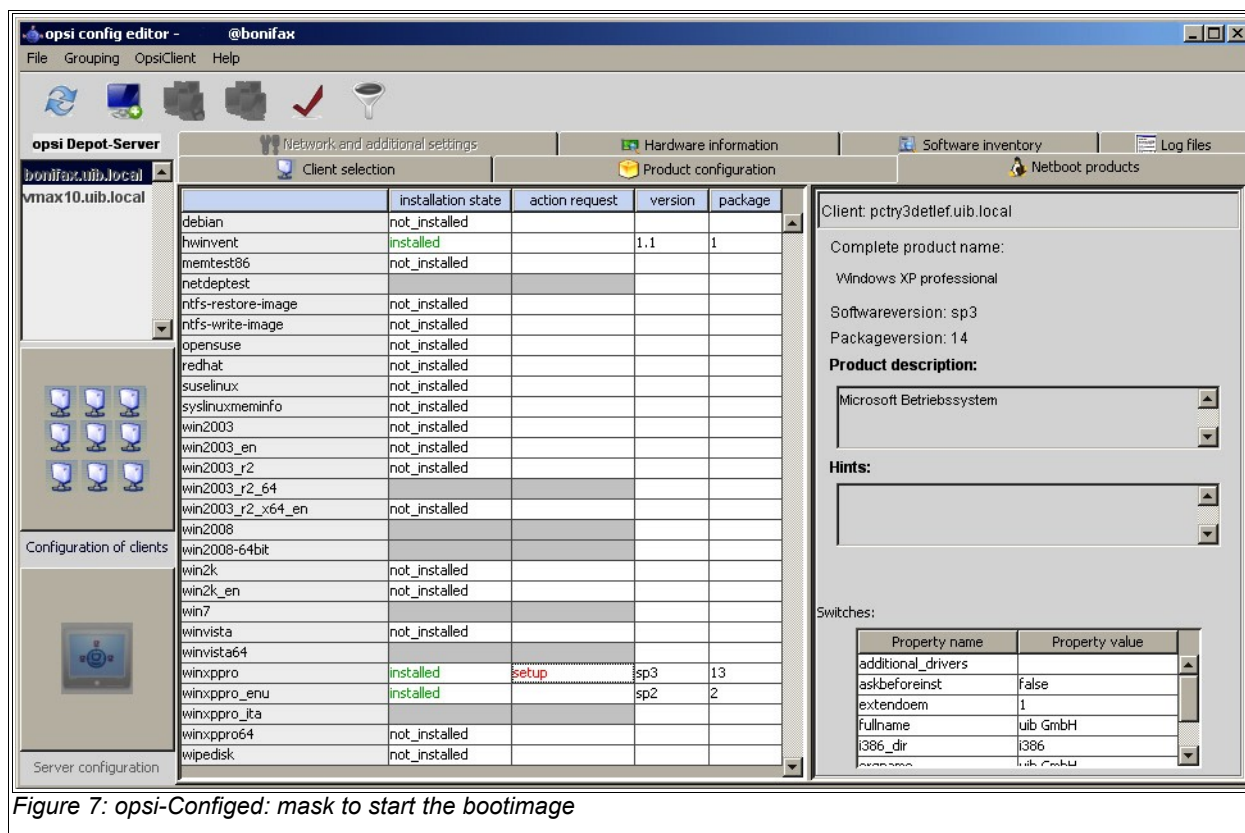 opsi config editor - @bonifax
File Grouping OpsiClient Help
opsi Depot-Server
Network and additional settings Hardware information Software inventory Log files
Client selection Product configuration Netboot products
bonifax.uib.local
vmax10.uib.local
installation state action request version package
debian not_installed
hwinvent installed 1.1 1
memtest86 not_installed
netdeptest
ntfs-restore-image not_installed
ntfs-write-image not_installed
opensuse not_installed
redhat not_installed
suselinux not_installed
syslinuxmeminfo not_installed
win2003 not_installed
win2003_en not_installed
win2003_r2 not_installed
win2003_r2_64
win2003_r2_x64_en not_installed
win2008
win2008-64bit
win2k not_installed
win2k_en not_installed
win7
winvista not_installed
winvista64
winxppro installed setup sp3 13
winxppro_enu installed sp2 2
winxppro_ita
winxppro64 not_installed
wipedisk not_installed
Configuration of clients
Server configuration
Client: pctry3detlef.uib.local
Complete product name:
Windows XP professional
Softwareversion: sp3
Packageversion: 14
Product description:
Microsoft Betriebssystem
Hints:
Switches:
Property name Property value
additional_drivers
askbeforeinst false
extendoem 1
fullname uib GmbH
i386_dir i386
orgname uib GmbH
Figure 7: opsi-Configed: mask to start the bootimage